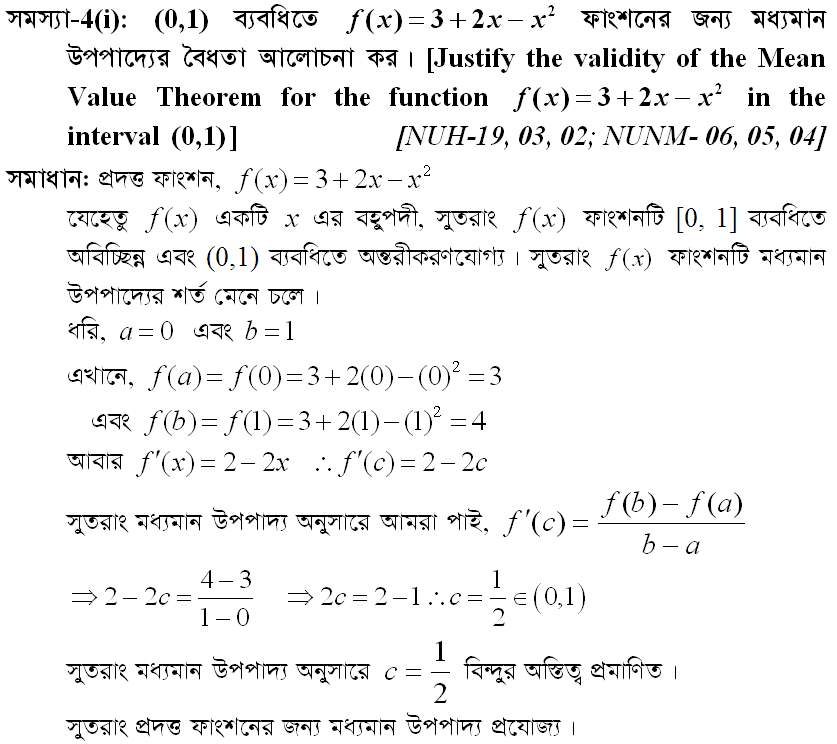 সমস্যা-4(i): (0,1) ব্যবধিতে f(x)=3+2x−x² ফাংশনের জন্য মধ্যমান
উপপাদ্যের বৈধতা আলোচনা কর। [Justify the validity of the Mean
Value Theorem for the function f(x)=3+2x−x² in the
interval (0,1)] [NUH-19, 03, 02; NUNM- 06, 05, 04]
সমাধানঃ প্রদত্ত ফাংশন, f(x)=3+2x−x²
যেহেতু f(x) একটি x এর বহুপদী, সুতরাং f(x) ফাংশনটি [0, 1] ব্যবধিতে
অবিচ্ছিন্ন এবং (0,1) ব্যবধিতে অন্তরীকরণযোগ্য। সুতরাং f(x) ফাংশনটি মধ্যমান
উপপাদ্যের শর্ত মেনে চলে।
ধরি, a=0 এবং b=1
এখানে, f(a)=f(0)=3+2(0)−(0)²=3
এবং f(b)=f(1)=3+2(1)−(1)²=4
আবার f′(x)=2−2x ∴f′(c)=2−2c
সুতরাং মধ্যমান উপপাদ্য অনুসারে আমরা পাই, f′(c)=(f(b)−f(a))/(b−a)
⇒2−2c=(4−3)/(1−0) ⇒2c=2−1∴c=1/2∈(0,1)
সুতরাং মধ্যমান উপপাদ্য অনুসারে c=1/2 বিন্দুর অস্তিত্ব প্রমাণিত।
সুতরাং প্রদত্ত ফাংশনের জন্য মধ্যমান উপপাদ্য প্রযোজ্য।